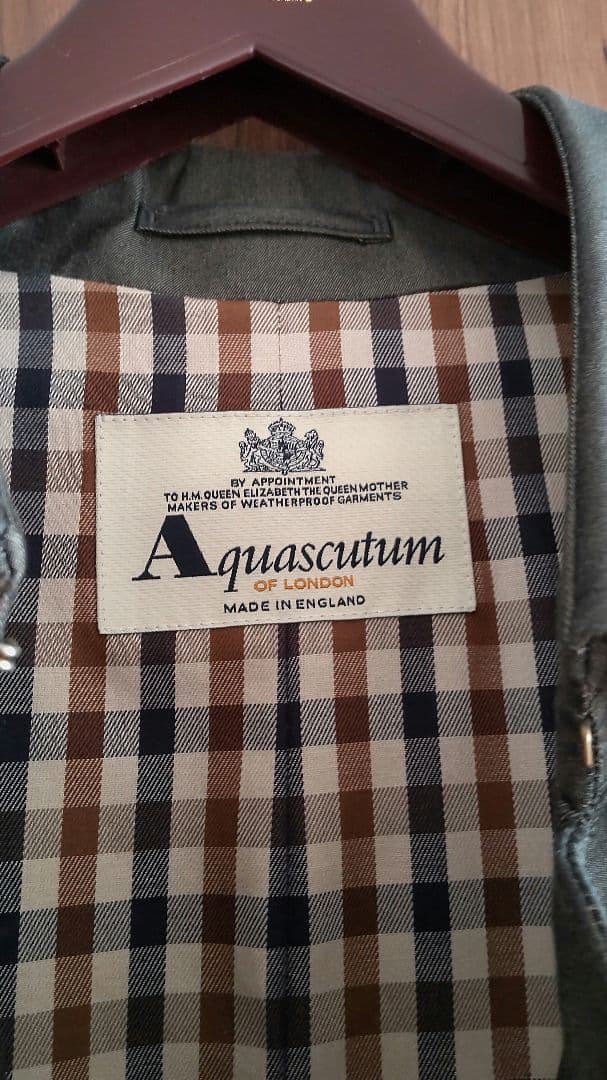 BY APPOINTMENT
TO H.M. QUEEN ELIZABETH THE QUEEN MOTHER
MAKERS OF WEATHERPROOF GARMENTS
Aquascutum
OF LONDON
MADE IN ENGLAND